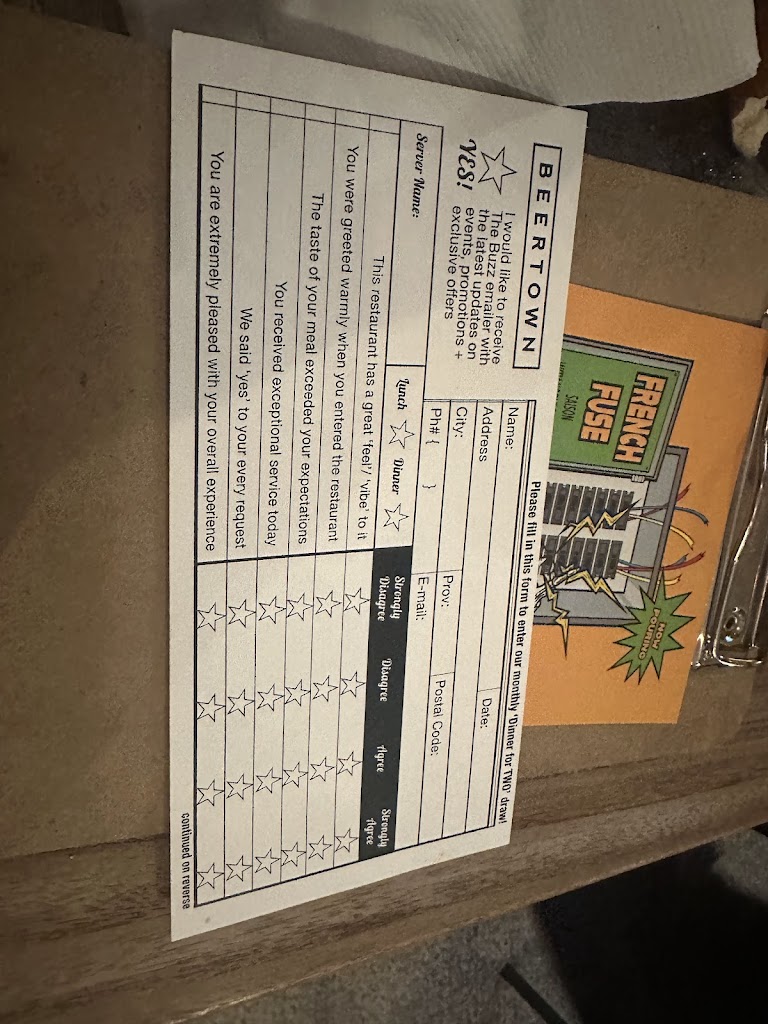 BEERTOWN
YES!
I would like to receive
The Buzz emailer with
the latest updates on
events, promotions +
exclusive offers
Please fill in this form to enter our monthly 'Dinner for TWO' draw!
Name:
Date:
Address
City:
Prov:
Postal Code:
Ph# ( )
E-mail:
Server Name:
Lunch
Dinner
Strongly
Disagree
Disagree
Agree
Strongly
Agree
This restaurant has a great 'feel'/ 'vibe' to it
You were greeted warmly when you entered the restaurant
The taste of your meal exceeded your expectations
You received exceptional service today
We said 'yes' to your every request
You are extremely pleased with your overall experience
continued on reverse
FRENCH
FUSE
SAISON
NOW
POURING